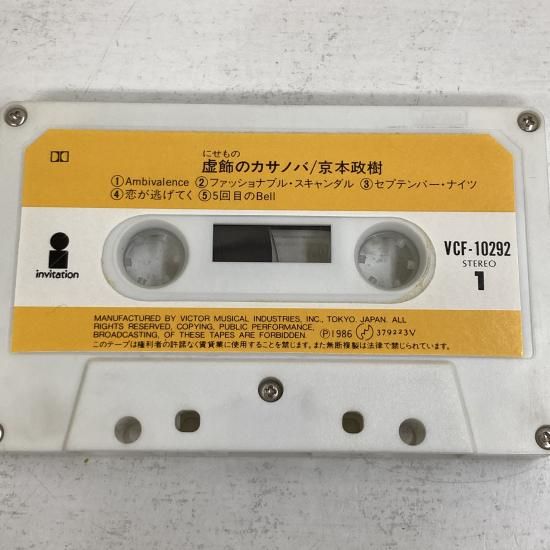 にせもの
虚飾のカサノバ/京本政樹
①Ambivalence ②ファッショナブル・スキャンダル ③セプテンバー・ナイツ
④恋が逃げてく ⑤5回目のBell
invitation
VCF-10292
STEREO
1
MANUFACTURED BY VICTOR MUSICAL INDUSTRIES, INC., TOKYO. JAPAN. ALL
RIGHTS RESERVED, COPYING, PUBLIC PERFORMANCE,
BROADCASTING, OF THESE TAPES ARE FORBIDDEN. Ⓟ1986 379223V
このテープは権利者の許諾なく賃貸業に使用することを禁じます。また無断複製は法律で禁じられています。